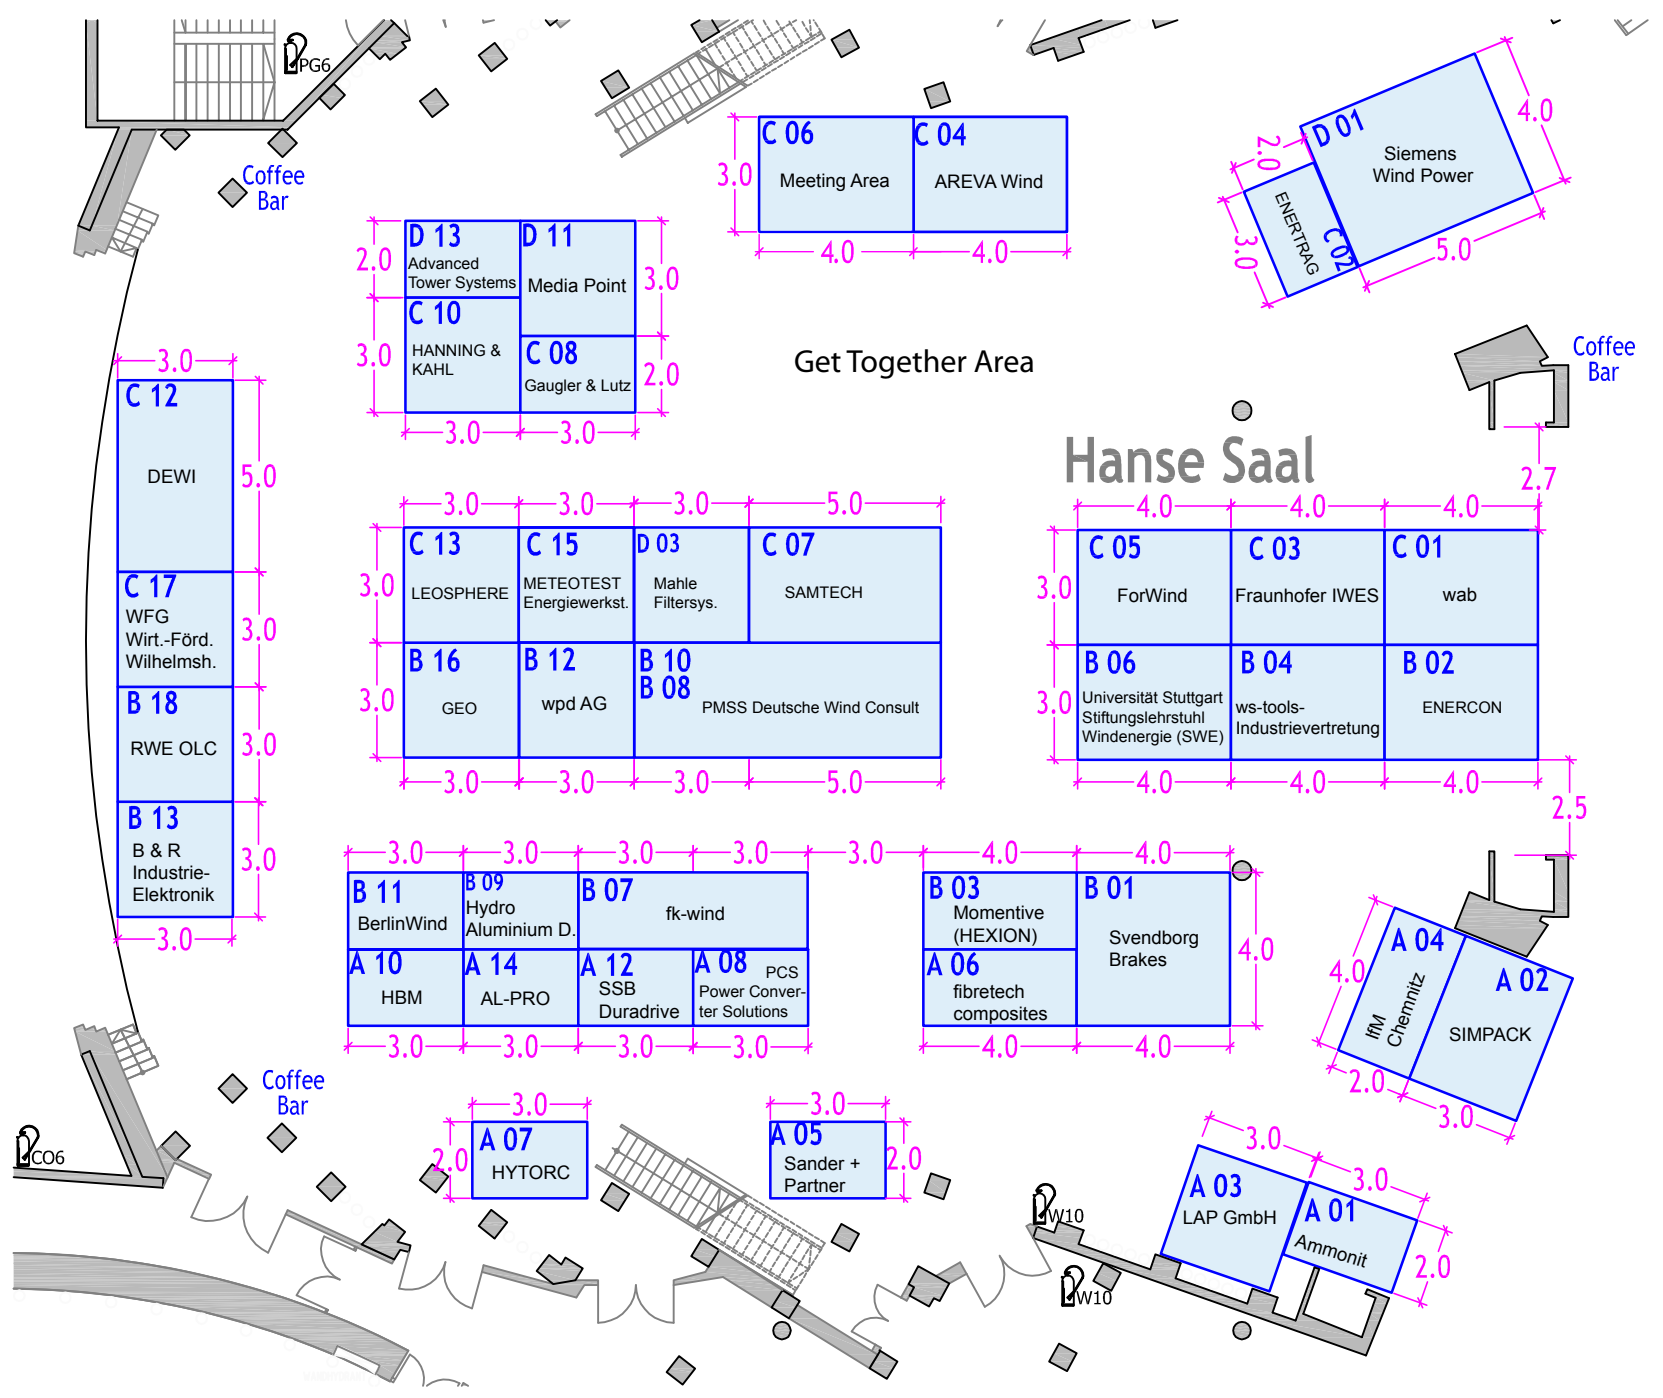 PG6
Coffee
Bar
C 06
Meeting Area
C 04
AREVA Wind
3.0
4.0
4.0
D 01
Siemens
Wind Power
4.0
5.0
2.0
ENERTRAG
C 02
3.0
D 13
Advanced
Tower Systems
D 11
Media Point
C 10
HANNING &
KAHL
C 08
Gaugler & Lutz
2.0
3.0
3.0
2.0
3.0
3.0
Get Together Area
Coffee
Bar
Hanse Saal
2.7
3.0
C 12
DEWI
5.0
C 17
WFG
Wirt.-Förd.
Wilhelmsh.
3.0
B 18
RWE OLC
3.0
B 13
B & R
Industrie-
Elektronik
3.0
3.0
3.0
3.0
3.0
5.0
C 13
LEOSPHERE
C 15
METEOTEST
Energiewerkst.
D 03
Mahle
Filtersys.
C 07
SAMTECH
3.0
B 16
GEO
B 12
wpd AG
B 10
B 08
PMSS Deutsche Wind Consult
3.0
3.0
3.0
3.0
5.0
4.0
4.0
4.0
C 05
ForWind
C 03
Fraunhofer IWES
C 01
wab
3.0
B 06
Universität Stuttgart
Stiftungslehrstuhl
Windenergie (SWE)
B 04
ws-tools-
Industrievertretung
B 02
ENERCON
3.0
4.0
4.0
4.0
2.5
3.0
3.0
3.0
3.0
3.0
4.0
4.0
B 11
BerlinWind
B 09
Hydro
Aluminium D.
B 07
fk-wind
A 10
HBM
A 14
AL-PRO
A 12
SSB
Duradrive
A 08
PCS
Power Conver-
ter Solutions
3.0
3.0
3.0
3.0
B 03
Momentive
(HEXION)
B 01
Svendborg
Brakes
A 06
fibretech
composites
4.0
4.0
4.0
A 04
IfM
Chemnitz
A 02
SIMPACK
4.0
2.0
3.0
Coffee
Bar
CO6
3.0
A 07
HYTORC
2.0
3.0
A 05
Sander +
Partner
2.0
W10
W10
3.0
3.0
A 03
LAP GmbH
A 01
Ammonit
2.0